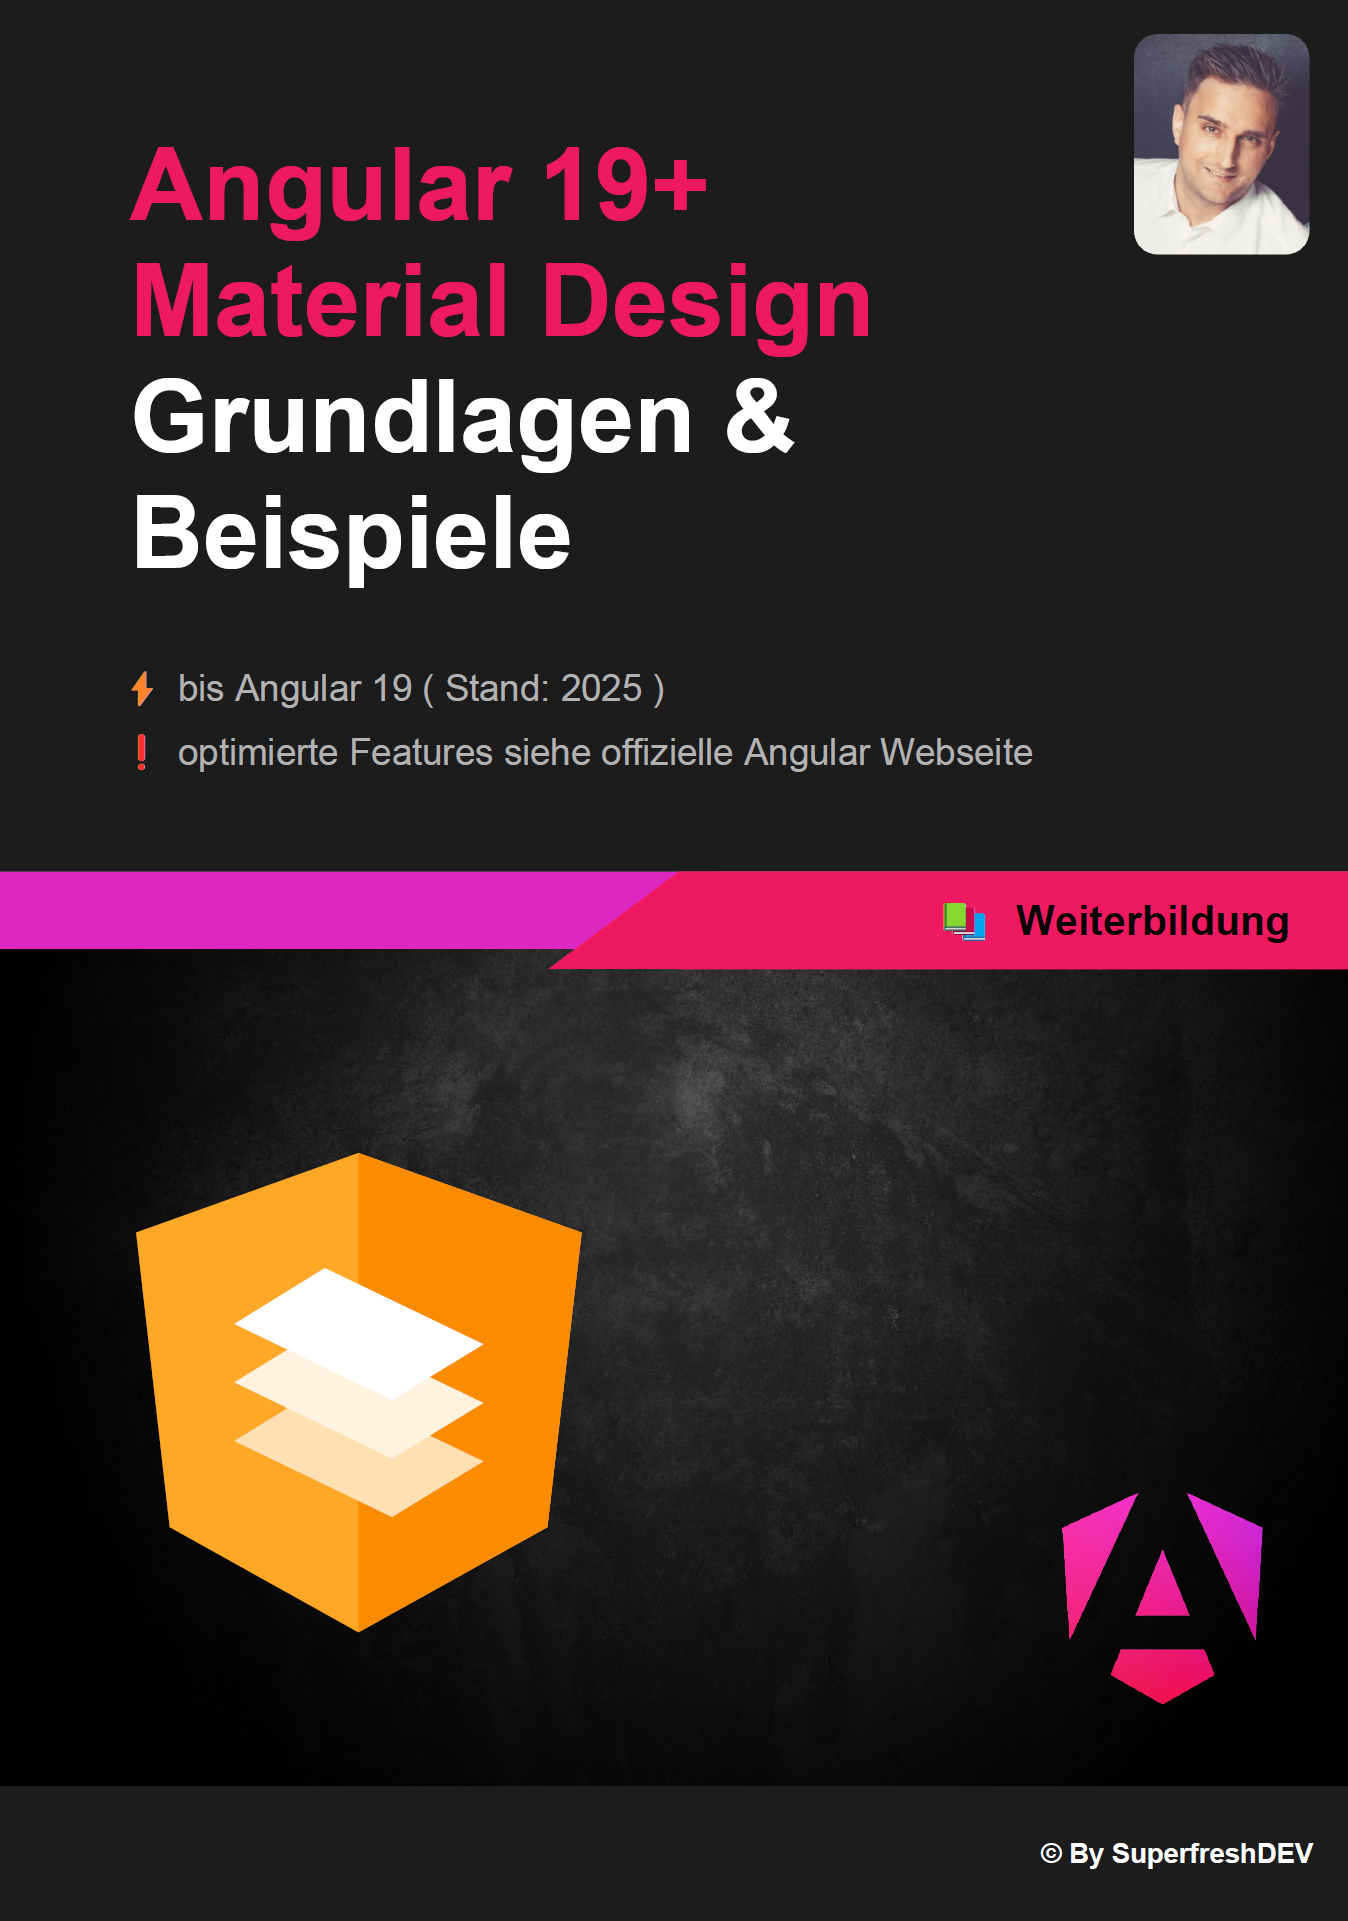 Angular 19+
Material Design
Grundlagen &
Beispiele
bis Angular 19 ( Stand: 2025 )
optimierte Features siehe offizielle Angular Webseite
Weiterbildung
© By SuperfreshDEV